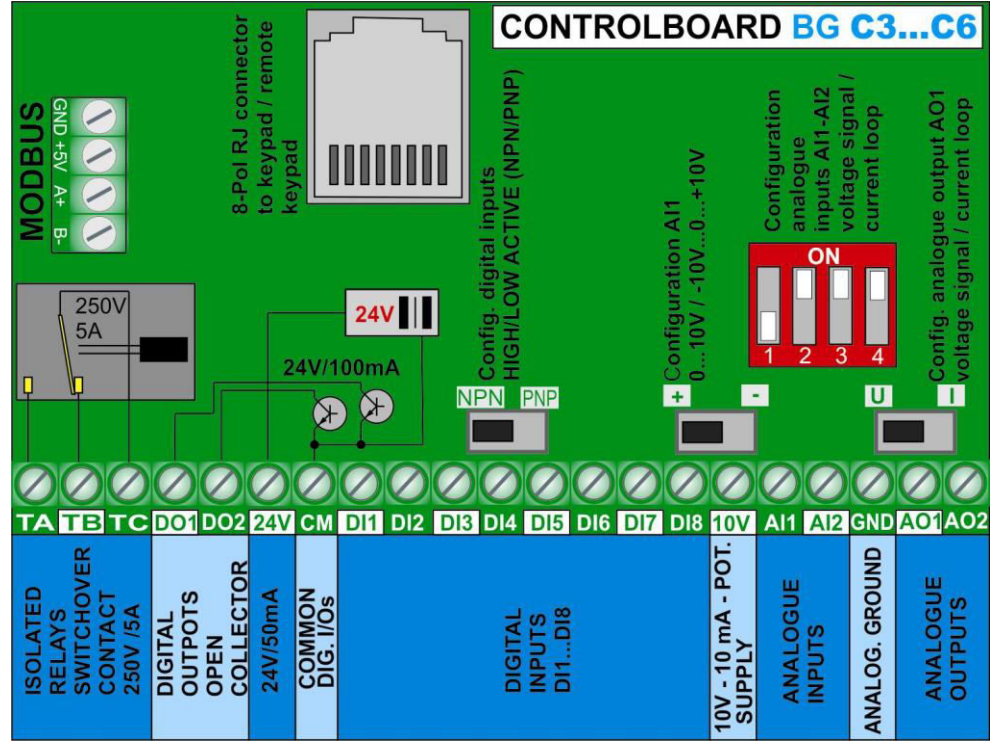 CONTROLBOARD BG C3...C6
MODBUS
GND +5V A+ B-
8-Pol RJ connector
to keypad / remote
keypad
Config. digital inputs
HIGH/LOW ACTIVE (NPN/PNP)
Configuration AI1
0...10V / -10V...0...+10V
Configuration
analogue
inputs AI1-AI2
voltage signal /
current loop
Config. analogue output AO1
voltage signal / current loop
ON
1 2 3 4
250V
5A
24V
24V/100mA
NPN PNP
+ -
U I
TA TB TC DO1 DO2 24V CM DI1 DI2 DI3 DI4 DI5 DI6 DI7 DI8 10V AI1 AI2 GND AO1 AO2
ISOLATED
RELAYS
SWITCHOVER
CONTACT
250V /5A
DIGITAL
OUTPOTS
OPEN
COLLECTOR
24V/50mA
COMMON
DIG. I/Os
DIGITAL
INPUTS
DI1...DI8
10V - 10 mA - POT.
SUPPLY
ANALOGUE
INPUTS
ANALOG. GROUND
ANALOGUE
OUTPUTS